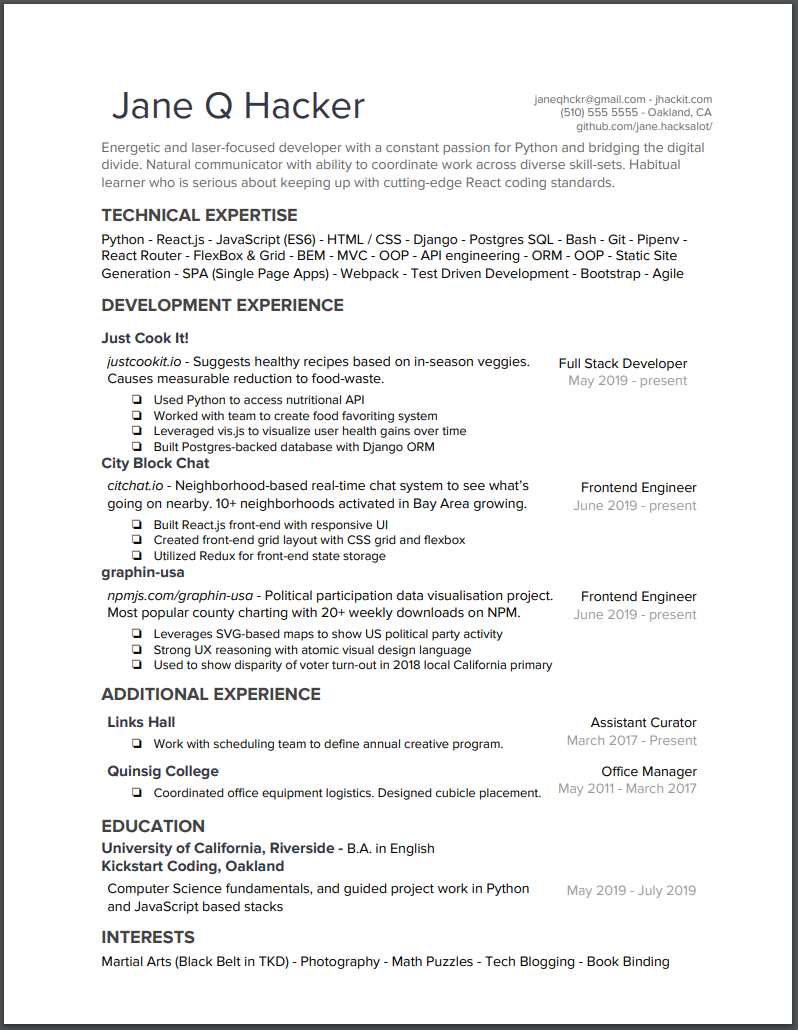 Jane Q Hacker
janeqhckr@gmail.com - jhackit.com
(510) 555 5555 - Oakland, CA
github.com/jane.hacksalot/
Energetic and laser-focused developer with a constant passion for Python and bridging the digital
divide. Natural communicator with ability to coordinate work across diverse skill-sets. Habitual
learner who is serious about keeping up with cutting-edge React coding standards.
TECHNICAL EXPERTISE
Python - React.js - JavaScript (ES6) - HTML / CSS - Django - Postgres SQL - Bash - Git - Pipenv -
React Router - FlexBox & Grid - BEM - MVC - OOP - API engineering - ORM - OOP - Static Site
Generation - SPA (Single Page Apps) - Webpack - Test Driven Development - Bootstrap - Agile
DEVELOPMENT EXPERIENCE
Just Cook It!
justcookit.io - Suggests healthy recipes based on in-season veggies.
Causes measurable reduction to food-waste.
Full Stack Developer
May 2019 - present
❏ Used Python to access nutritional API
❏ Worked with team to create food favoriting system
❏ Leveraged vis.js to visualize user health gains over time
❏ Built Postgres-backed database with Django ORM
City Block Chat
citchat.io - Neighborhood-based real-time chat system to see what's
going on nearby. 10+ neighborhoods activated in Bay Area growing.
Frontend Engineer
June 2019 - present
❏ Built React.js front-end with responsive UI
❏ Created front-end grid layout with CSS grid and flexbox
❏ Utilized Redux for front-end state storage
graphin-usa
npmjs.com/graphin-usa - Political participation data visualisation project.
Most popular county charting with 20+ weekly downloads on NPM.
Frontend Engineer
June 2019 - present
❏ Leverages SVG-based maps to show US political party activity
❏ Strong UX reasoning with atomic visual design language
❏ Used to show disparity of voter turn-out in 2018 local California primary
ADDITIONAL EXPERIENCE
Links Hall
Assistant Curator
March 2017 - Present
❏ Work with scheduling team to define annual creative program.
Quinsig College
Office Manager
May 2011 - March 2017
❏ Coordinated office equipment logistics. Designed cubicle placement.
EDUCATION
University of California, Riverside - B.A. in English
Kickstart Coding, Oakland
Computer Science fundamentals, and guided project work in Python
and JavaScript based stacks
May 2019 - July 2019
INTERESTS
Martial Arts (Black Belt in TKD) - Photography - Math Puzzles - Tech Blogging - Book Binding